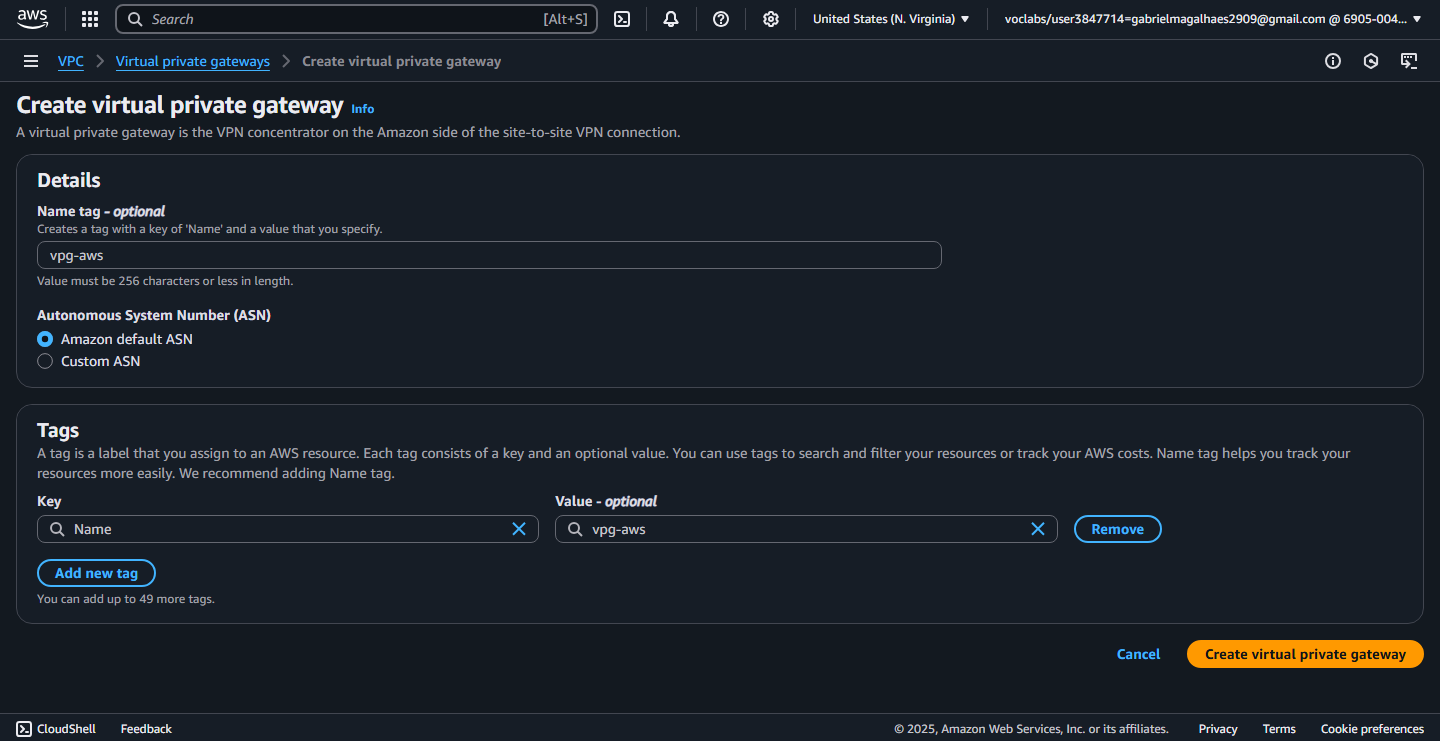 aws
Search [Alt+S]
United States (N. Virginia)
voclabs/user3847714=gabrielmagalhaes2909@gmail.com @ 6905-004...
VPC
Virtual private gateways
Create virtual private gateway
Create virtual private gateway Info
A virtual private gateway is the VPN concentrator on the Amazon side of the site-to-site VPN connection.
Details
Name tag - optional
Creates a tag with a key of 'Name' and a value that you specify.
vpg-aws
Value must be 256 characters or less in length.
Autonomous System Number (ASN)
Amazon default ASN
Custom ASN
Tags
A tag is a label that you assign to an AWS resource. Each tag consists of a key and an optional value. You can use tags to search and filter your resources or track your AWS costs. Name tag helps you track your
resources more easily. We recommend adding Name tag.
Key
Value - optional
Name
vpg-aws
Remove
Add new tag
You can add up to 49 more tags.
Cancel
Create virtual private gateway
CloudShell
Feedback
© 2025, Amazon Web Services, Inc. or its affiliates.
Privacy
Terms
Cookie preferences